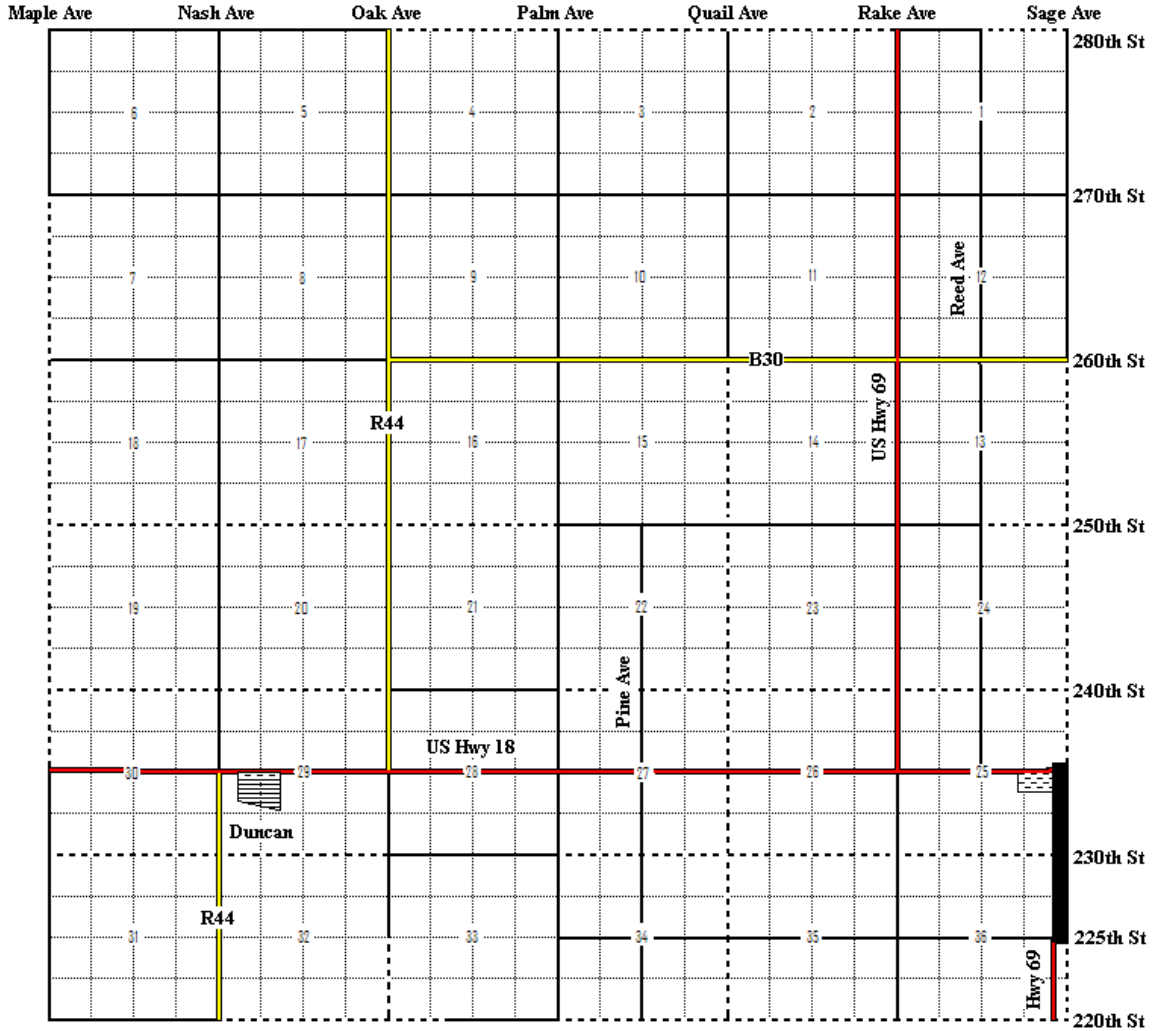 Maple Ave Nash Ave Oak Ave Palm Ave Quail Ave Rake Ave Sage Ave
280th St
6 5 4 3 2 1
270th St
Reed Ave
7 8 9 10 11 12
B30
260th St
US Hwy 69
R44
18 17 16 15 14 13
250th St
19 20 21 22 23 24
Pine Ave
240th St
US Hwy 18
30 29 28 27 26 25
Duncan
230th St
R44
31 32 33 34 35 36
225th St
Hwy 69
220th St